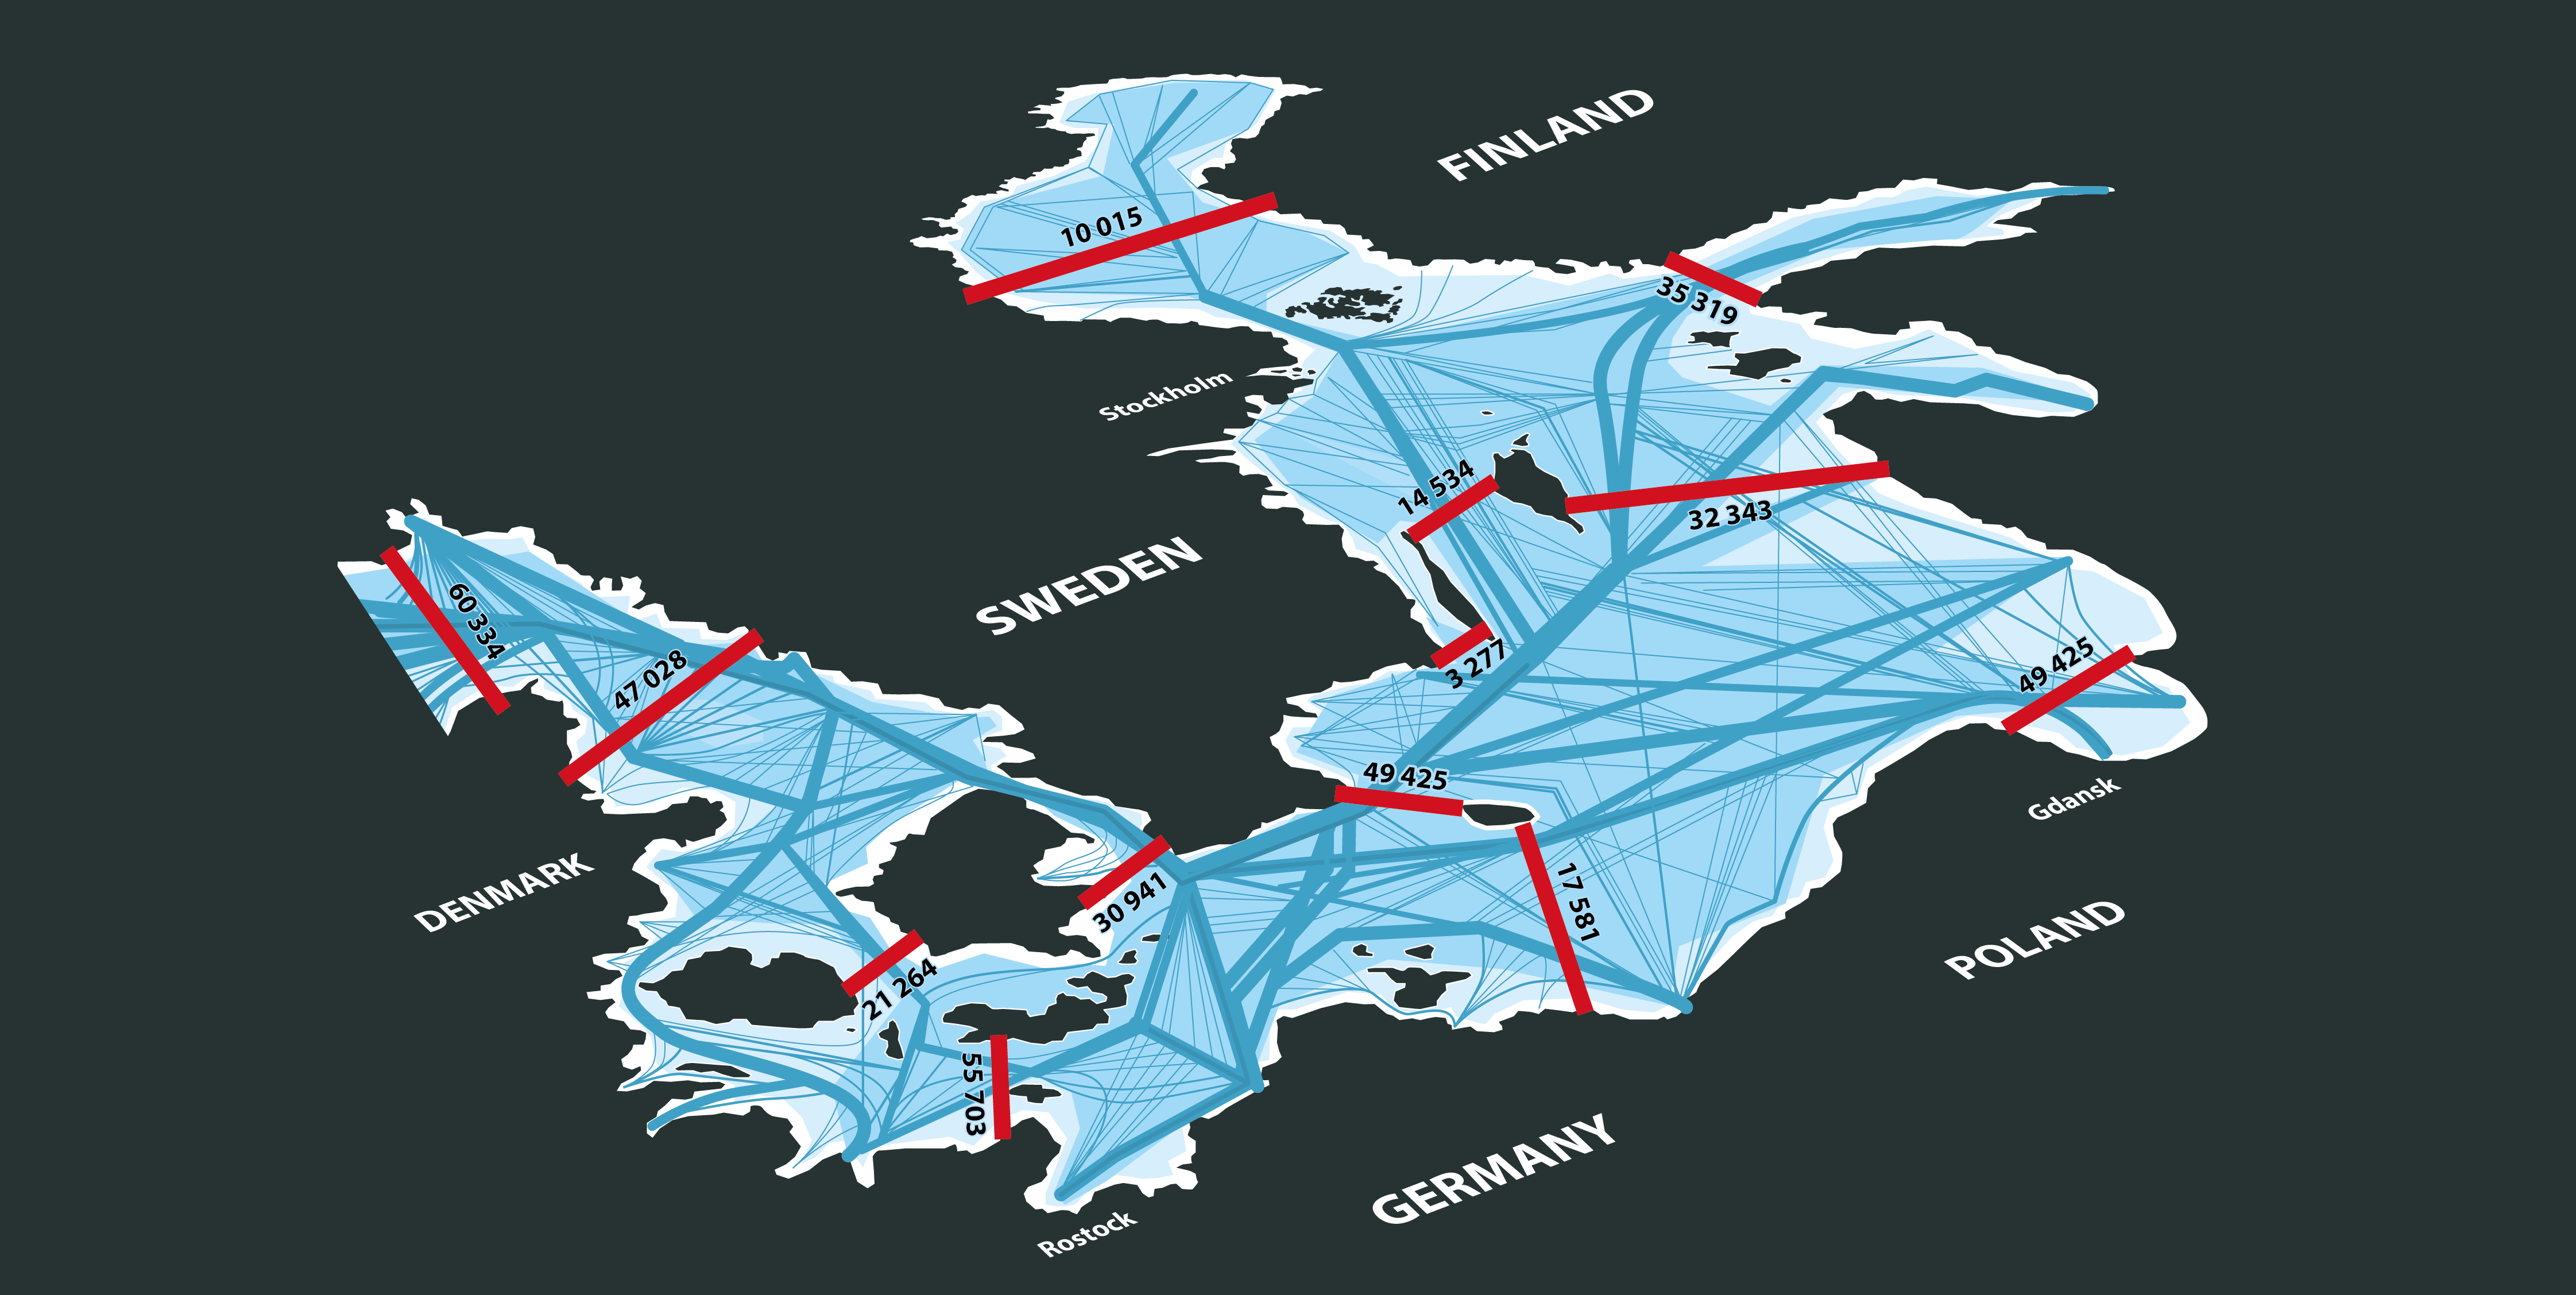 FINLAND
10 015
35 319
Stockholm
14 534
32 343
SWEDEN
60 334
47 028
3 277
49 425
49 425
Gdansk
DENMARK
30 941
17 581
POLAND
21 264
55 703
GERMANY
Rostock